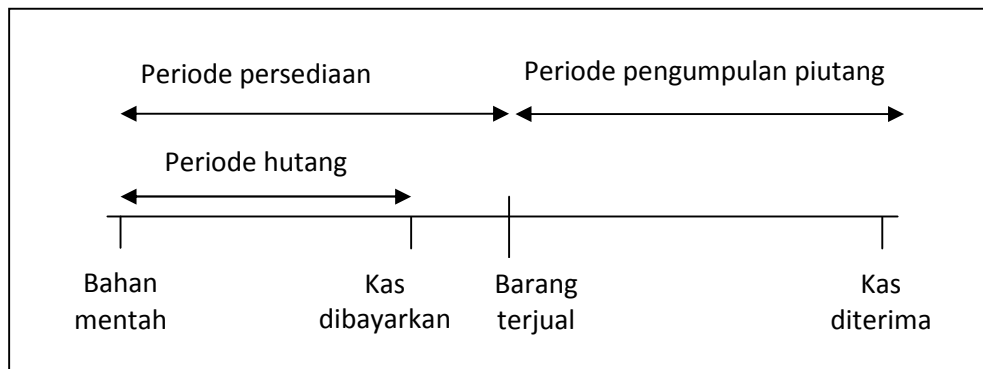 Periode persediaan
Periode pengumpulan piutang
Periode hutang
Bahan
mentah
Kas
dibayarkan
Barang
terjual
Kas
diterima